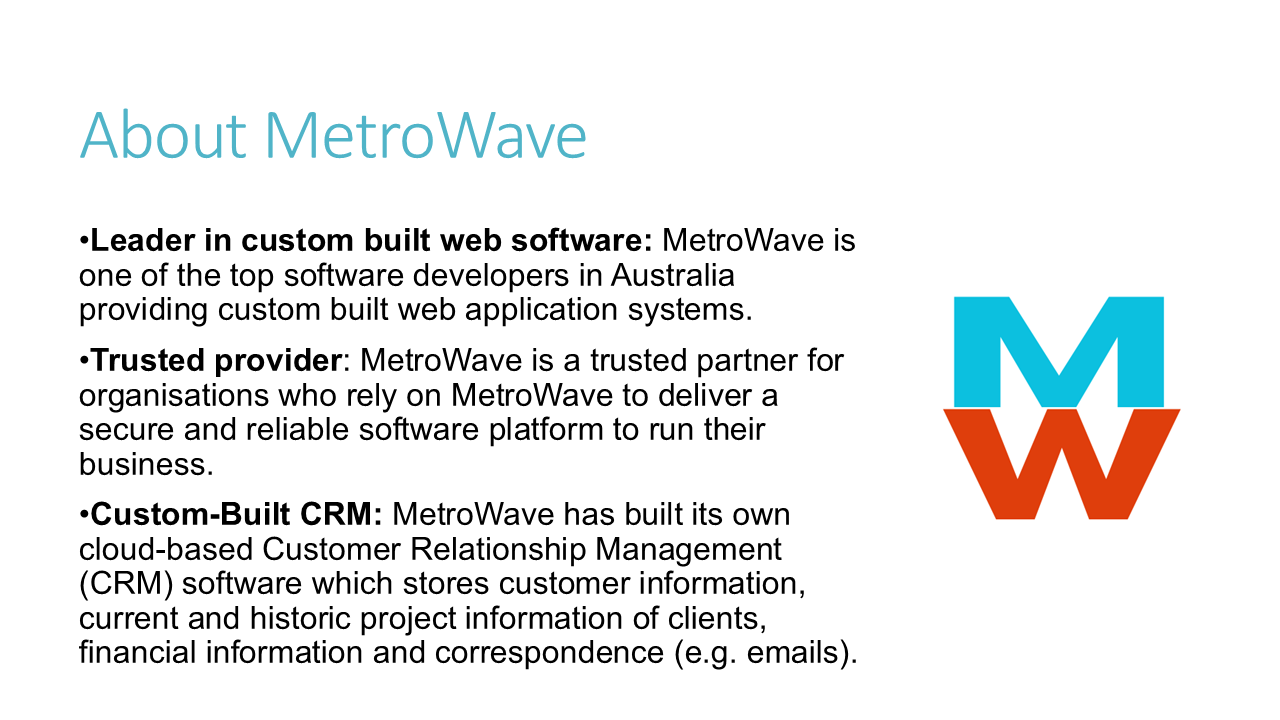 About MetroWave
•Leader in custom built web software: MetroWave is
one of the top software developers in Australia
providing custom built web application systems.
•Trusted provider: MetroWave is a trusted partner for
organisations who rely on MetroWave to deliver a
secure and reliable software platform to run their
business.
•Custom-Built CRM: MetroWave has built its own
cloud-based Customer Relationship Management
(CRM) software which stores customer information,
current and historic project information of clients,
financial information and correspondence (e.g. emails).
M
W